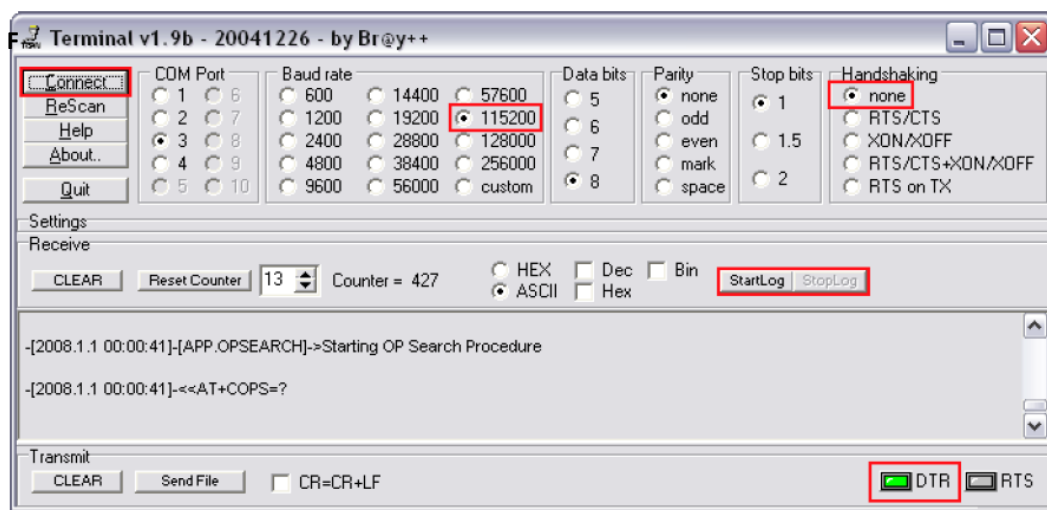 F Terminal v1.9b - 20041226 - by Br@y++
Connect
ReScan
Help
About..
Quit
COM Port
1 6
2 7
3 8
4 9
5 10
Baud rate
600 14400 57600
1200 19200 115200
2400 28800 128000
4800 38400 256000
9600 56000 custom
Data bits
5
6
7
8
Parity
none
odd
even
mark
space
Stop bits
1
1.5
2
Handshaking
none
RTS/CTS
XON/XOFF
RTS/CTS+XON/XOFF
RTS on TX
Settings
Receive
CLEAR Reset Counter 13 Counter = 427 HEX Dec Bin StartLog StopLog
ASCII Hex
-[2008.1.1 00:00:41]-[APP.OPSEARCH]->Starting OP Search Procedure
-[2008.1.1 00:00:41]-<<AT+COPS=?
Transmit
CLEAR Send File CR=CR+LF DTR RTS